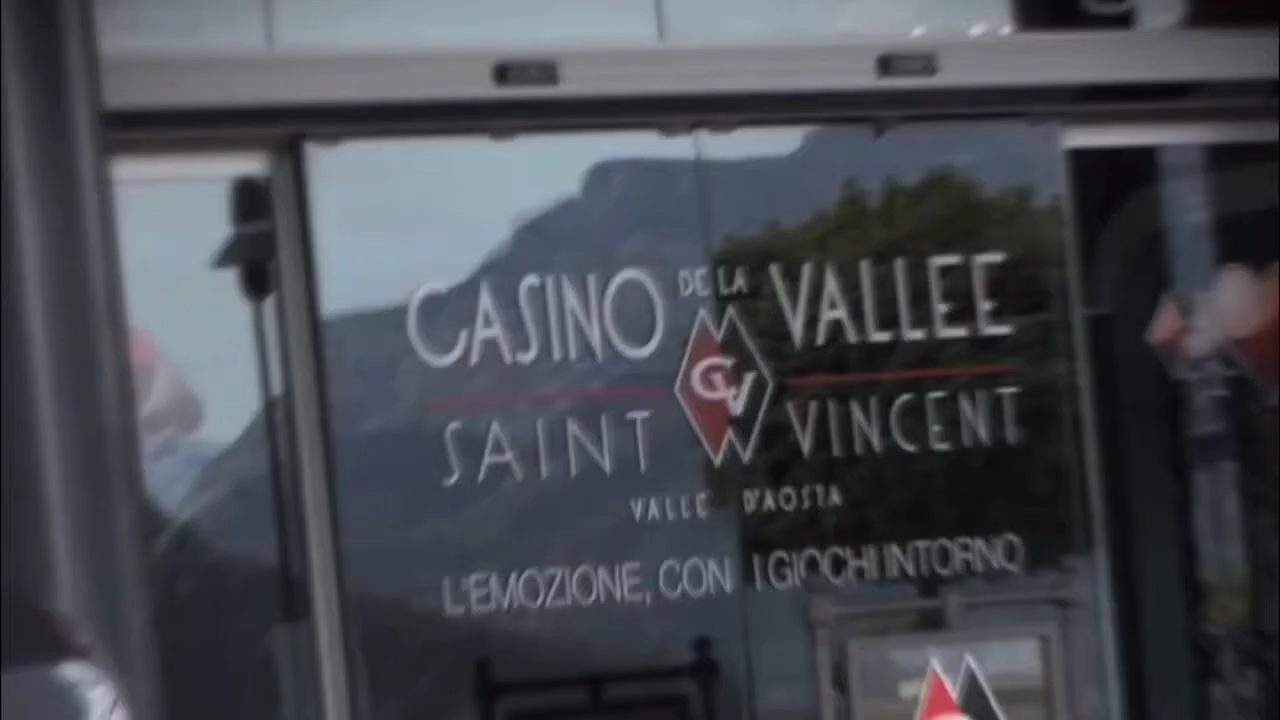 CASINO DE LA VALLEE
CV
SAINT VINCENT
VALLE D'AOSTA
L'EMOZIONE, CON I GIOCHI INTORNO